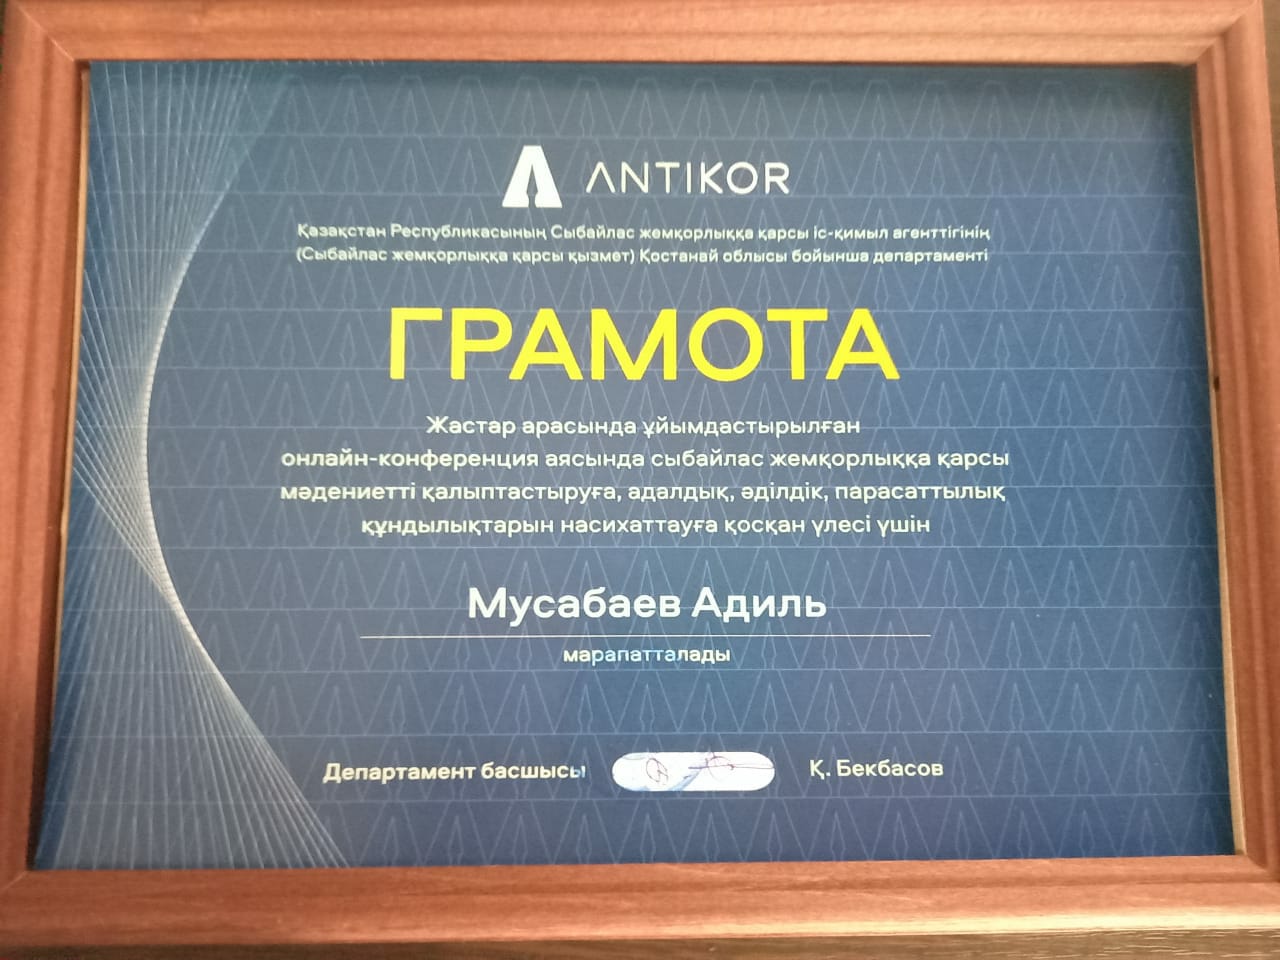 ANTIKOR
Қазақстан Республикасының Сыбайлас жемқорлыққа қарсы іс-қимыл агенттігінің
(Сыбайлас жемқорлыққа қарсы қызмет) Қостанай облысы бойынша департаменті
ГРАМОТА
Жастар арасында ұйымдастырылған
онлайн-конференция аясында сыбайлас жемқорлыққа қарсы
мәдениетті қалыптастыруға, адалдық, әділдік, парасаттылық
құндылықтарын насихаттауға қосқан үлесі үшін
Мусабаев Адиль
марапатталады
Департамент басшысы Қ. Бекбасов